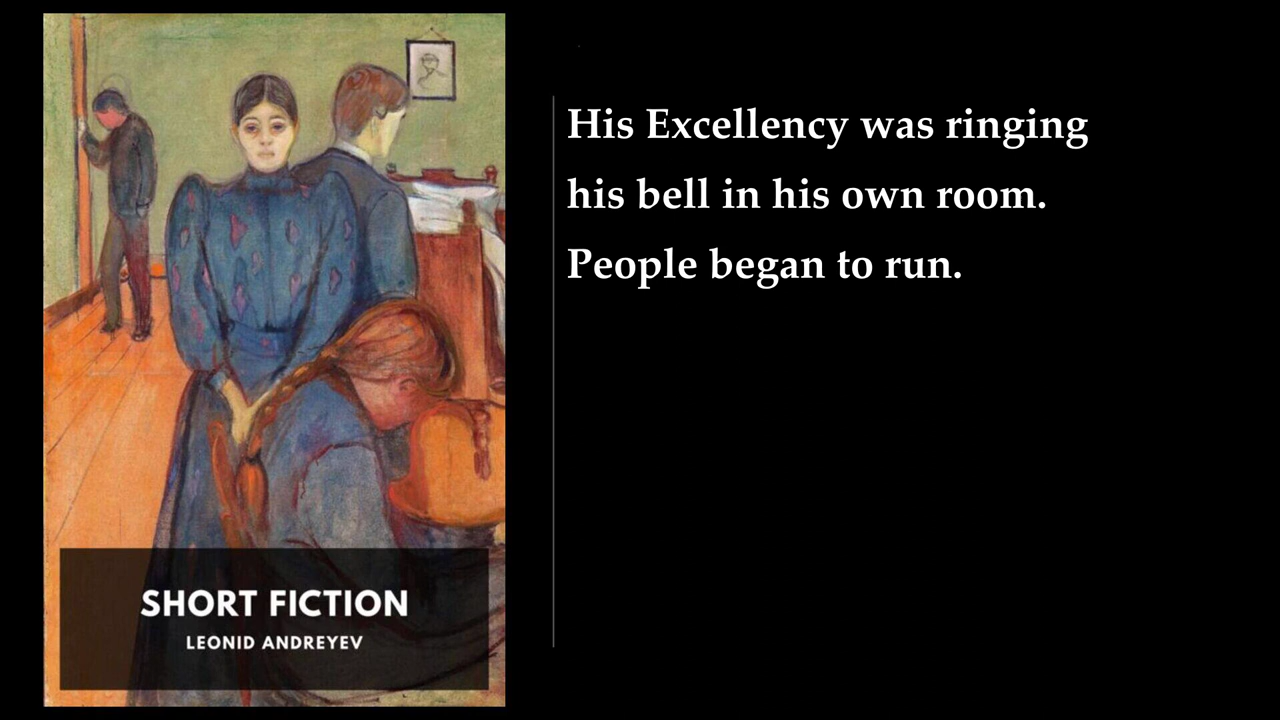 His Excellency was ringing
his bell in his own room.
People began to run.
SHORT FICTION
LEONID ANDREYEV